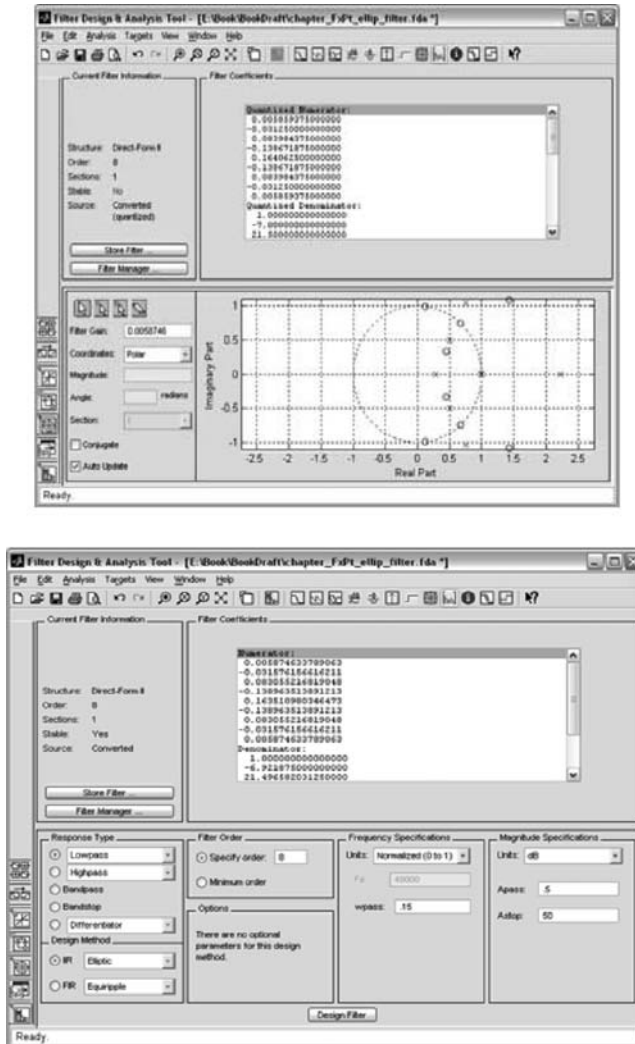 Filter Design & Analysis Tool - [E:\Book\BookDraft\chapter_FxPt_ellip_filter.fda *]
File Edit Analysis Targets View Window Help
Current Filter Information
Structure: Direct-Form II
Order: 8
Sections: 1
Stable: No
Source: Converted (quantized)
Store Filter ...
Filter Manager ...
Filter Coefficients
Quantized Numerator:
0.005859375000000
-0.031250000000000
0.083984375000000
-0.138671875000000
0.164062500000000
-0.138671875000000
0.083984375000000
-0.031250000000000
0.005859375000000
Quantized Denominator:
1.000000000000000
-7.000000000000000
21.500000000000000
Filter Gain: 0.0058746
Coordinates: Polar
Magnitude:
Angle: radians
Section: 1
Conjugate
Auto Update
Imaginary Part
1
0.5
0
-0.5
-1
-2.5 -2 -1.5 -1 -0.5 0 0.5 1 1.5 2 2.5
Real Part
Ready.
Filter Design & Analysis Tool - [E:\Book\BookDraft\chapter_FxPt_ellip_filter.fda *]
File Edit Analysis Targets View Window Help
Current Filter Information
Structure: Direct-Form II
Order: 8
Sections: 1
Stable: Yes
Source: Converted
Store Filter ...
Filter Manager ...
Filter Coefficients
Numerator:
0.005874633789063
-0.031576156616211
0.083055216819048
-0.138963513891213
0.163510980346473
-0.138963513891213
0.083055216819048
-0.031576156616211
0.005874633789063
Denominator:
1.000000000000000
-6.921875000000000
21.496582031250000
Response Type
Lowpass
Highpass
Bandpass
Bandstop
Differentiator
Design Method
IIR Elliptic
FIR Equiripple
Filter Order
Specify order: 8
Minimum order
Options
There are no optional
parameters for this design
method.
Frequency Specifications
Units: Normalized (0 to 1)
Fs: 48000
wpass: .15
Magnitude Specifications
Units: dB
Apass: .5
Astop: 50
Design Filter
Ready.